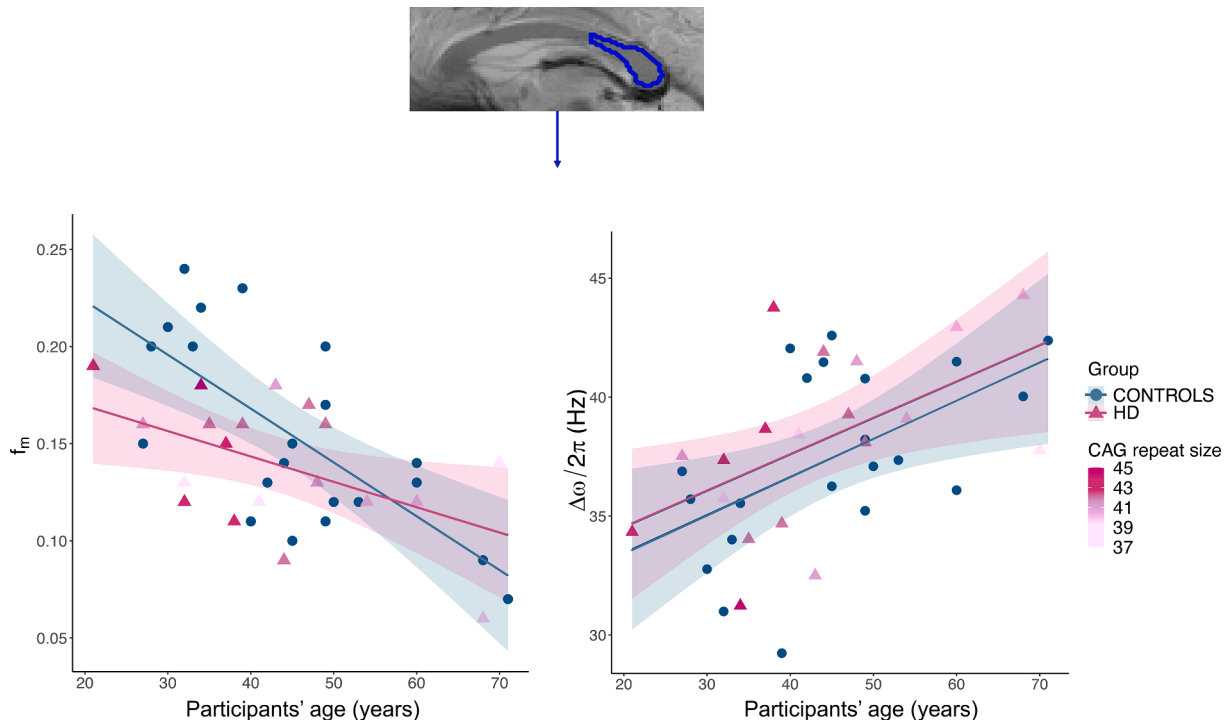 0.25
0.20
0.15
0.10
0.05
fm
20 30 40 50 60 70
Participants' age (years)
45
40
35
30
Δω/2π (Hz)
20 30 40 50 60 70
Participants' age (years)
Group
CONTROLS
HD
CAG repeat size
45
43
41
39
37